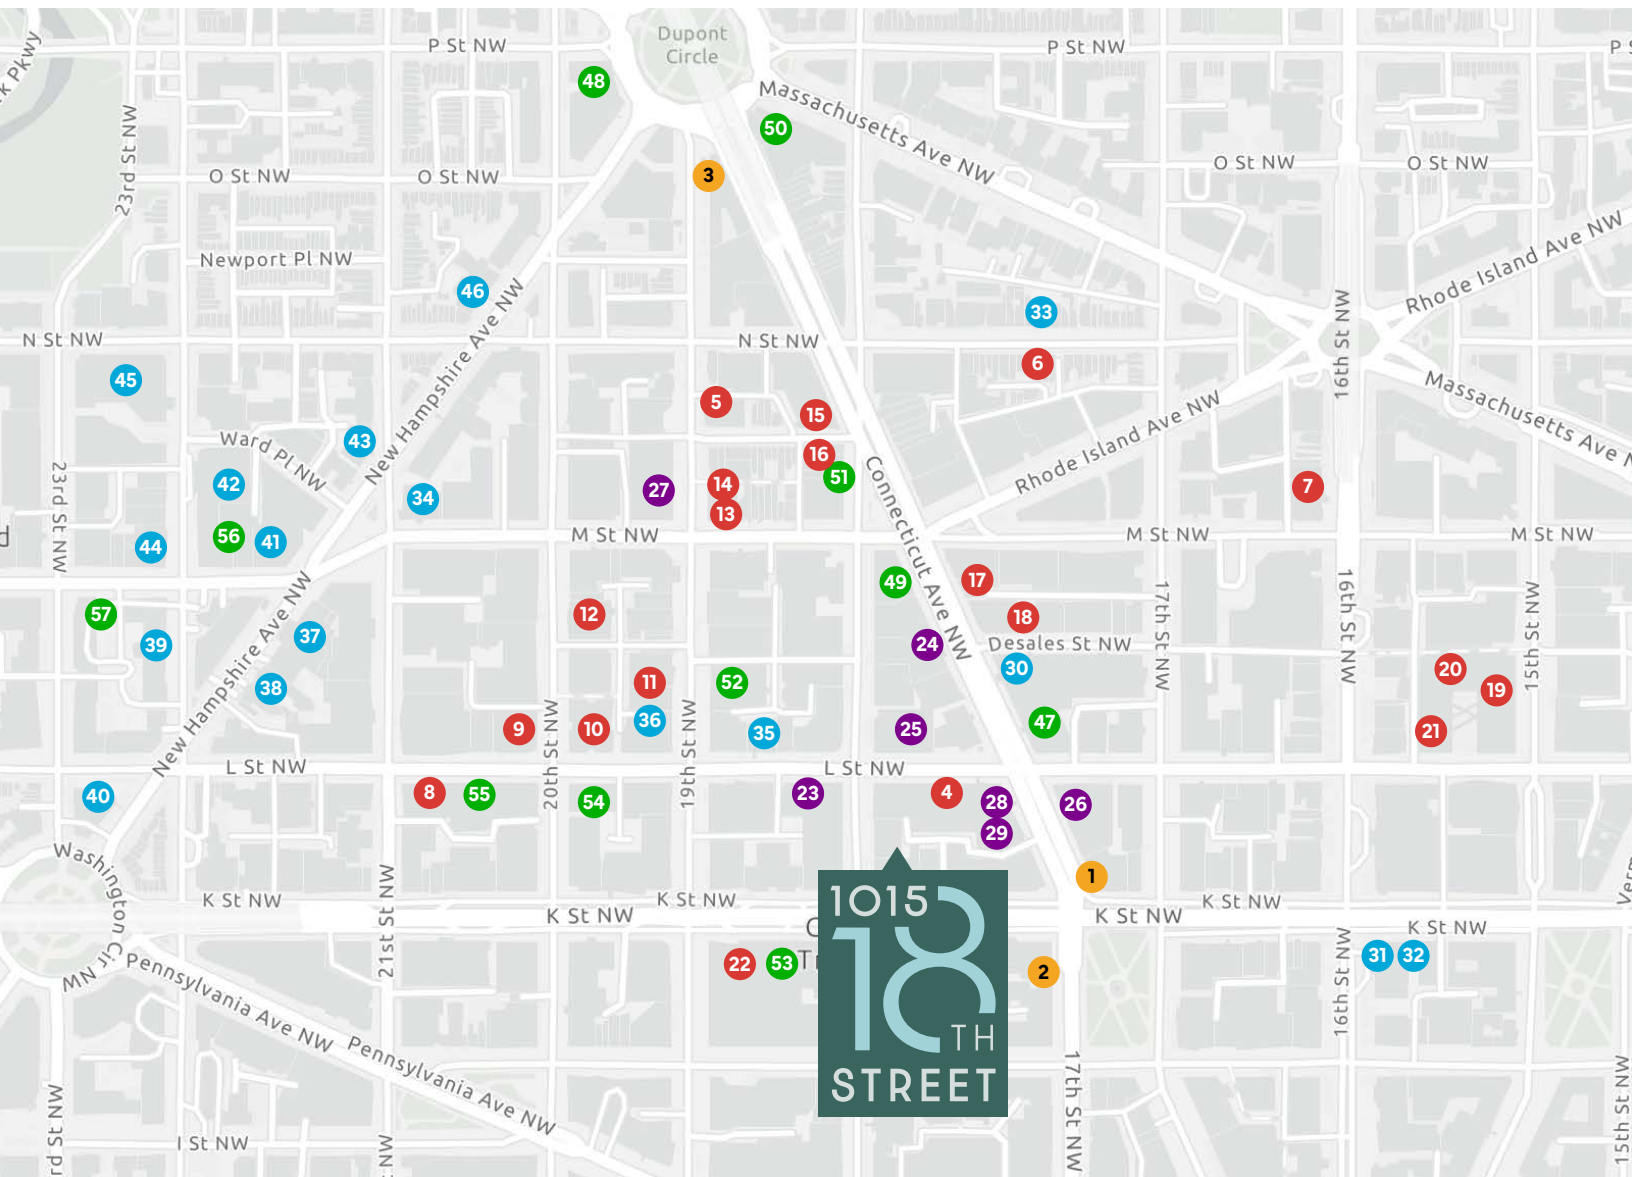 k Pkwy
P St NW
Dupont
Circle
P St NW
P S
48
Massachusetts Ave NW
50
23rd St NW
O St NW
O St NW
3
O St NW
O St NW
Rhode Island Ave NW
Newport Pl NW
46
33
16th St NW
N St NW
N St NW
6
45
New Hampshire Ave NW
5
15
Massachusetts Ave N
Ward Pl NW
43
16
Rhode Island Ave NW
Connecticut Ave NW
23rd St NW
42
34
27
14
51
7
13
56
41
44
d
M St NW
M St NW
M St NW
49
17
57
12
18
37
39
New Hampshire Ave NW
24
Desales St NW
17th St NW
16th St NW
15th St NW
11
52
30
20
19
38
9
20th St NW
10
36
19th St NW
35
25
47
21
L St NW
L St NW
40
8
55
54
23
4
28
26
29
Washington Cir NW
1
1015
18
TH
STREET
K St NW
K St NW
K St NW
K St NW
K St NW
K St NW
Verm
21st St NW
C
Tr
22
53
2
31
32
16th St NW
Pennsylvania Ave NW
Pennsylvania Ave NW
17th St NW
15th St NW
rd St NW
I St NW
NW